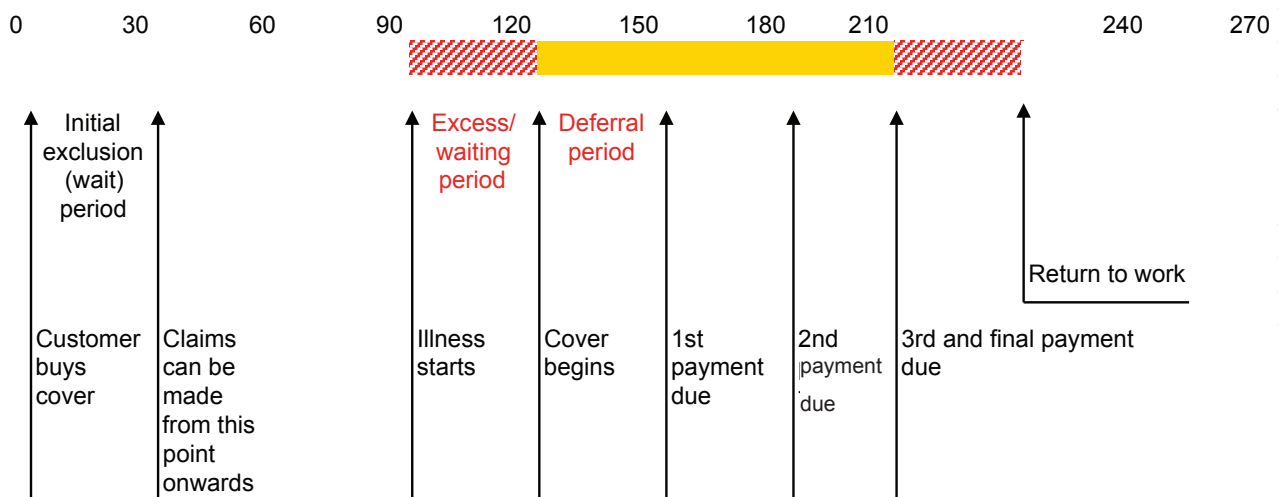 0 30 60 90 120 150 180 210 240 270
Initial
exclusion
(wait)
period
Excess/
waiting
period
Deferral
period
Return to work
Customer
buys
cover
Claims
can be
made
from this
point
onwards
Illness
starts
Cover
begins
1st
payment
due
2nd
payment
due
3rd and final payment
due